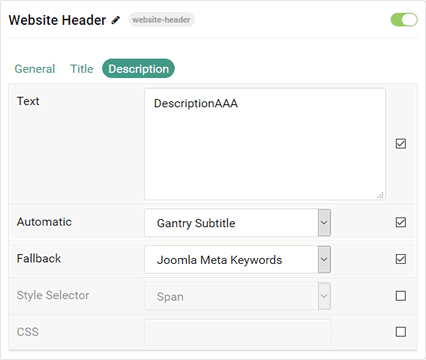 Website Header website-header
General Title Description
Text DescriptionAAA
Automatic Gantry Subtitle
Fallback Joomla Meta Keywords
Style Selector Span
CSS